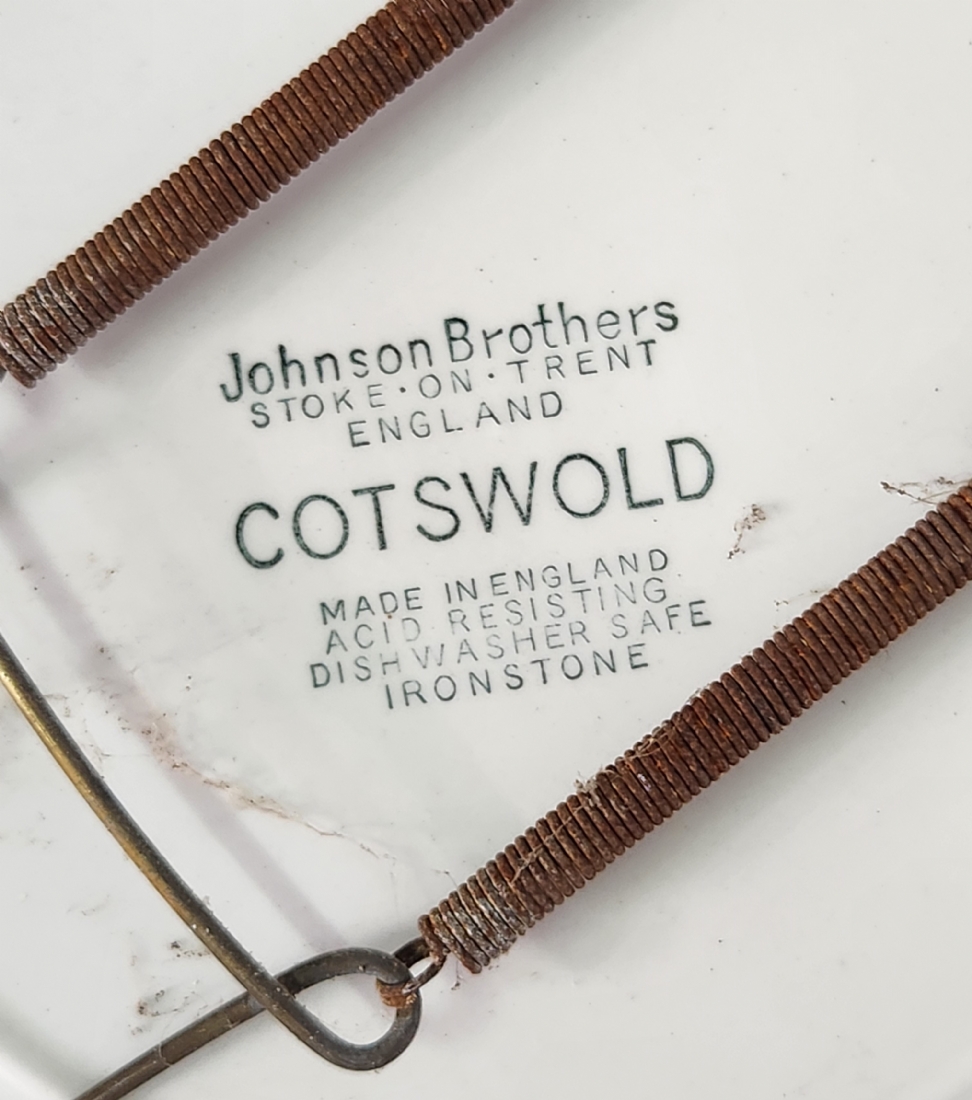 Johnson Brothers
STOKE·ON·TRENT
ENGLAND
COTSWOLD
MADE IN ENGLAND
ACID RESISTING
DISHWASHER SAFE
IRONSTONE